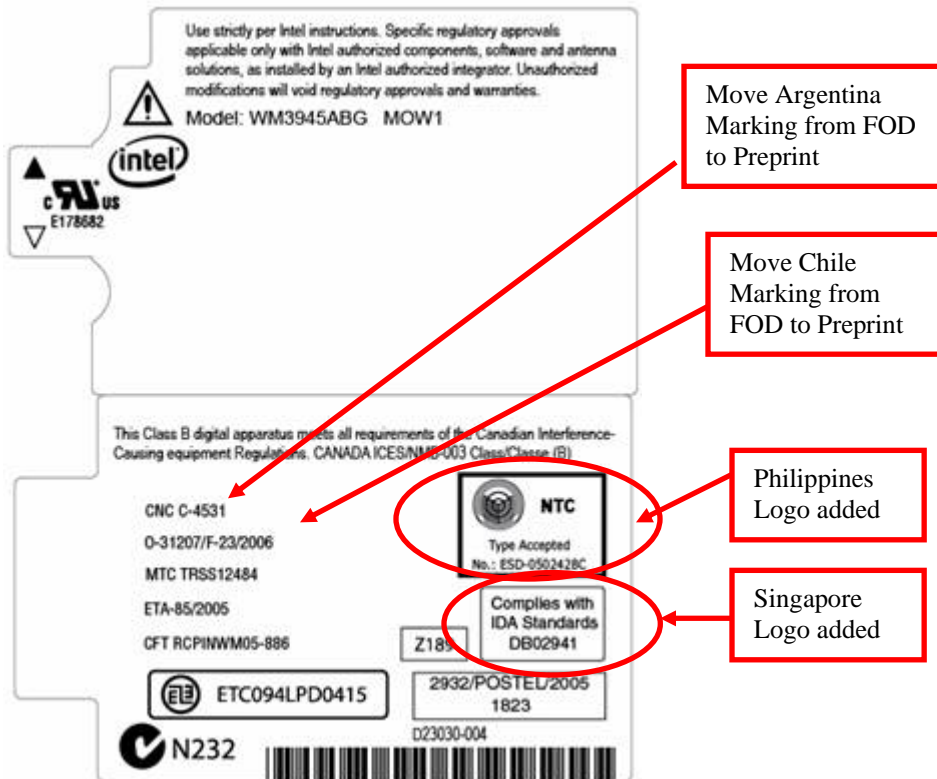 Use strictly per Intel instructions. Specific regulatory approvals
applicable only with Intel authorized components, software and antenna
solutions, as installed by an Intel authorized integrator. Unauthorized
modifications will void regulatory approvals and warranties.
Model: WM3945ABG MOW1
intel
C RU US
E178682
Move Argentina
Marking from FOD
to Preprint
Move Chile
Marking from
FOD to Preprint
This Class B digital apparatus meets all requirements of the Canadian Interference-
Causing equipment Regulations. CANADA ICES/NMB-003 Class/Classe (B)
CNC C-4531
O-31207/F-23/2006
MTC TRSS12484
ETA-85/2005
CFT RCPINWM05-886
NTC
Type Accepted
No.: ESD-0502428C
Philippines
Logo added
Complies with
IDA Standards
DB02941
Singapore
Logo added
Z189
ETC094LPD0415
2932/POSTEL/2005
1823
D23030-004
N232